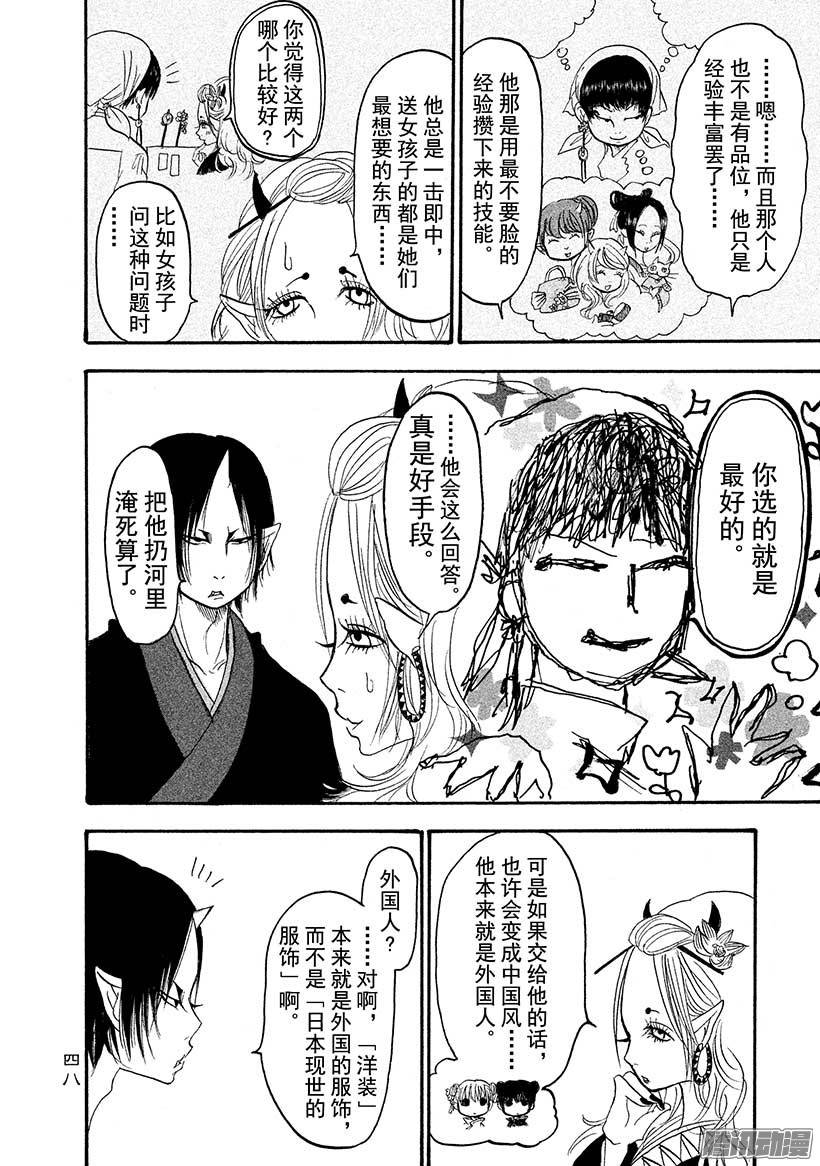 ……嗯……而且那个人
也不是有品位，他只是
经验丰富罢了……
他那是用最不要脸的
经验攒下来的技能。
他总是一击即中，
送女孩子的都是她们
最想要的东西……
你觉得这两个
哪个比较好？
比如女孩子
问这种问题时
……
你选的就是
最好的。
……他会这么回答。
真是好手段。
把他扔河里
淹死算了。
可是如果交给他的话，
也许会变成中国风……
他本来就是外国人。
外国人？
……对啊，「洋装」
本来就是外国的服饰，
而不是「日本现世的
服饰」啊。
四八
腾讯动漫